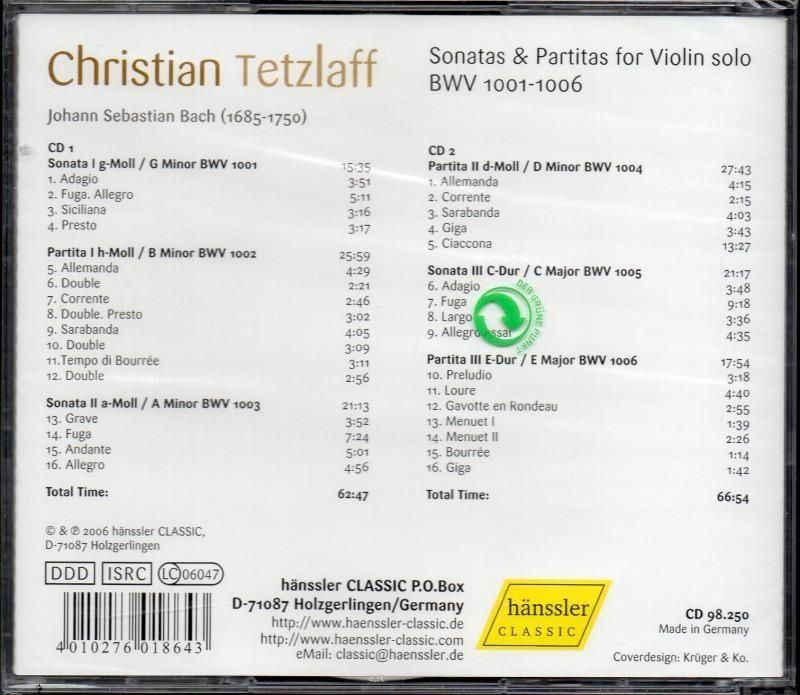 Christian Tetzlaff
Sonatas & Partitas for Violin solo
BWV 1001-1006
Johann Sebastian Bach (1685-1750)
CD 1
Sonata I g-Moll / G Minor BWV 1001 15:35
1. Adagio 3:51
2. Fuga. Allegro 5:11
3. Siciliana 3:16
4. Presto 3:17
Partita I h-Moll / B Minor BWV 1002 25:59
5. Allemanda 4:29
6. Double 2:21
7. Corrente 2:46
8. Double. Presto 3:02
9. Sarabanda 4:05
10. Double 3:09
11.Tempo di Bourrée 3:11
12. Double 2:56
Sonata II a-Moll / A Minor BWV 1003 21:13
13. Grave 3:52
14. Fuga 7:24
15. Andante 5:01
16. Allegro 4:56
Total Time: 62:47
CD 2
Partita II d-Moll / D Minor BWV 1004 27:43
1. Allemanda 4:15
2. Corrente 2:15
3. Sarabanda 4:03
4. Giga 3:43
5. Ciaccona 13:27
Sonata III C-Dur / C Major BWV 1005 21:17
6. Adagio 3:48
7. Fuga 9:18
8. Largo 3:36
9. Allegro assai 4:35
DER GRÜNE PUNKT
Partita III E-Dur / E Major BWV 1006 17:54
10. Preludio 3:18
11. Loure 4:40
12. Gavotte en Rondeau 2:55
13. Menuet I 1:39
14. Menuet II 2:26
15. Bourrée 1:14
16. Giga 1:42
Total Time: 66:54
© & ℗ 2006 hänssler CLASSIC,
D-71087 Holzgerlingen
DDD ISRC LC 06047
4 010276 018643
hänssler CLASSIC P.O.Box
D-71087 Holzgerlingen/Germany
http://www.haenssler-classic.de
http://www.haenssler-classic.com
eMail: classic@haenssler.de
hänssler
CLASSIC
CD 98.250
Made in Germany
Coverdesign: Krüger & Ko.